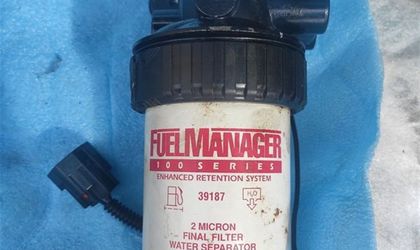 FUELMANAGER
100 SERIES
ENHANCED RETENTION SYSTEM
39187
H₂O
2 MICRON
FINAL FILTER
WATER SEPARATOR